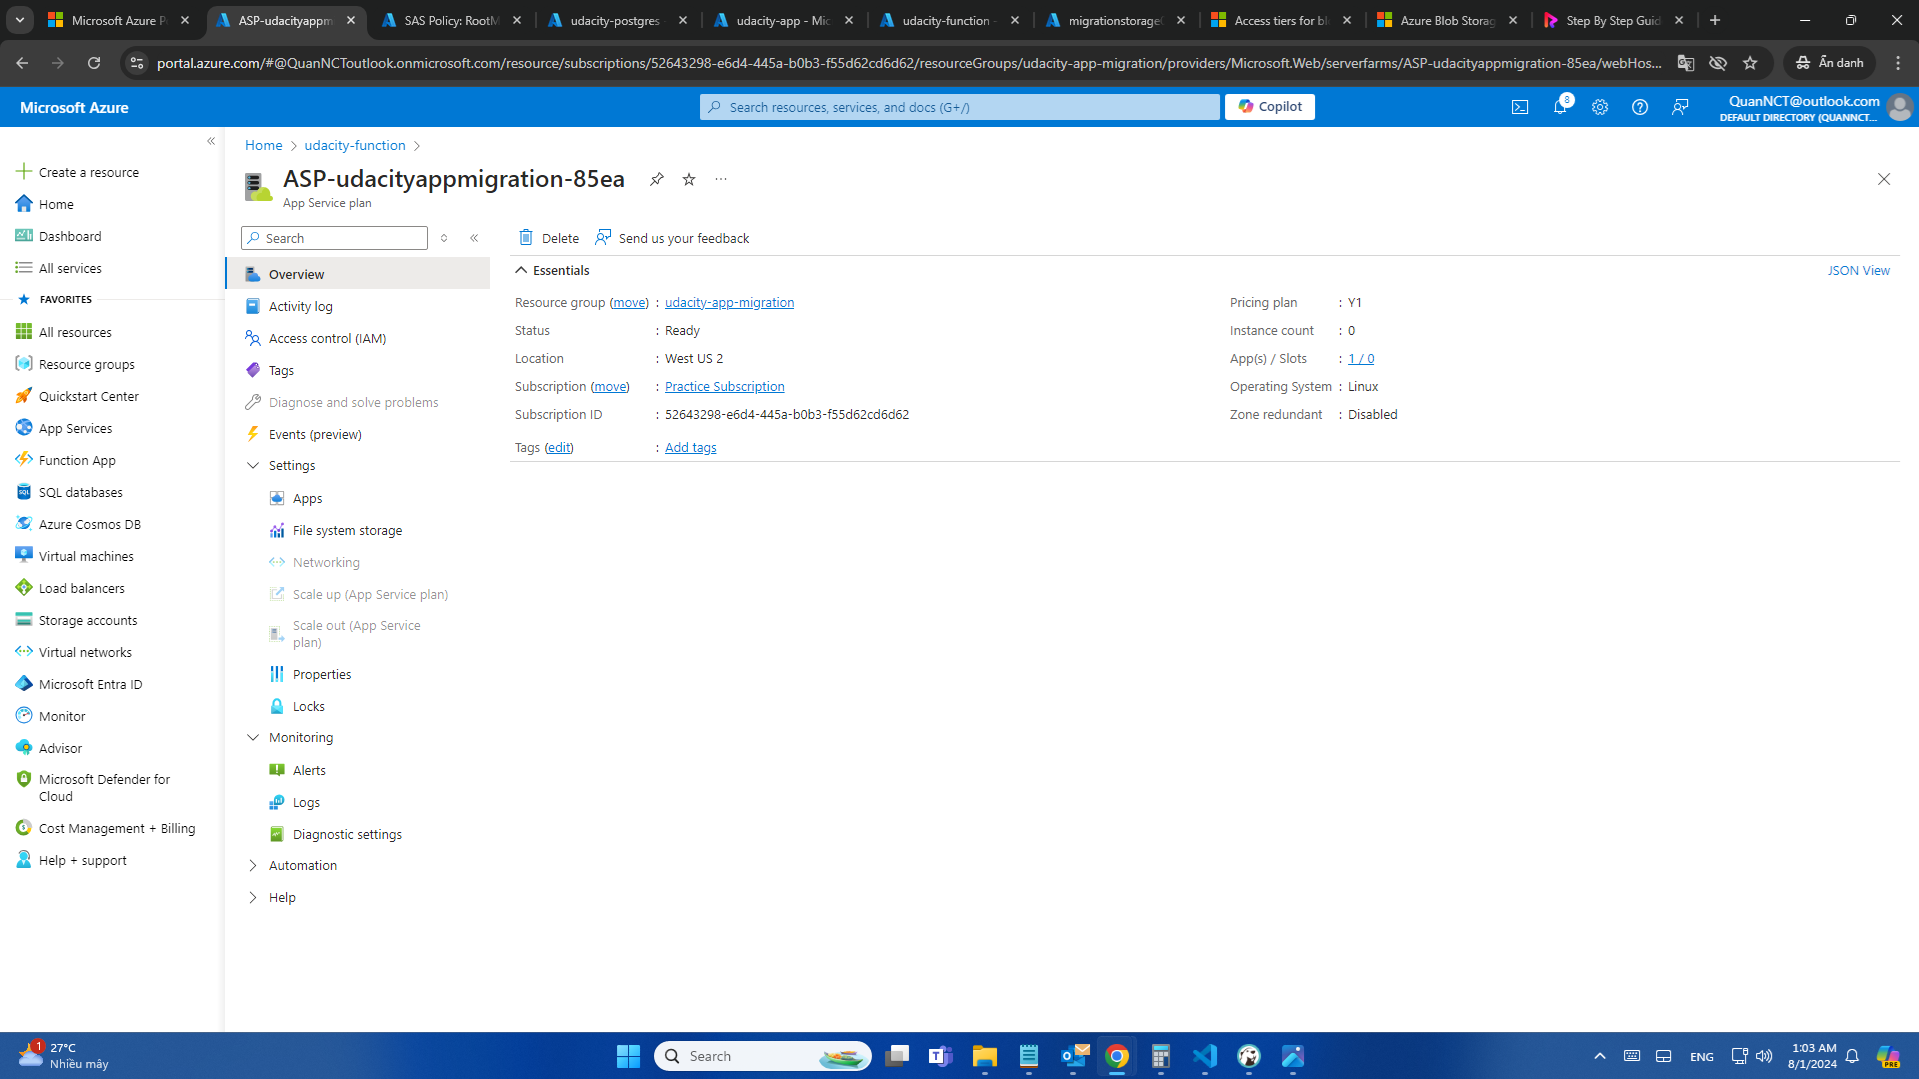 Microsoft Azure P
ASP-udacityappm
SAS Policy: RootM
udacity-postgres -
udacity-app - Mic
udacity-function -
migrationstorage
Access tiers for bl
Azure Blob Storag
Step By Step Guid
portal.azure.com/#@QuanNCToutlook.onmicrosoft.com/resource/subscriptions/52643298-e6d4-445a-b0b3-f55d62cd6d62/resourceGroups/udacity-app-migration/providers/Microsoft.Web/serverfarms/ASP-udacityappmigration-85ea/webHos...
Ẩn danh
Microsoft Azure
Search resources, services, and docs (G+/)
Copilot
8
QuanNCT@outlook.com
DEFAULT DIRECTORY (QUANNCT...
Create a resource
Home
Dashboard
All services
FAVORITES
All resources
Resource groups
Quickstart Center
App Services
Function App
SQL databases
Azure Cosmos DB
Virtual machines
Load balancers
Storage accounts
Virtual networks
Microsoft Entra ID
Monitor
Advisor
Microsoft Defender for
Cloud
Cost Management + Billing
Help + support
Home > udacity-function >
ASP-udacityappmigration-85ea
App Service plan
Search
Overview
Activity log
Access control (IAM)
Tags
Diagnose and solve problems
Events (preview)
Settings
Apps
File system storage
Networking
Scale up (App Service plan)
Scale out (App Service
plan)
Properties
Locks
Monitoring
Alerts
Logs
Diagnostic settings
Automation
Help
Delete
Send us your feedback
Essentials
JSON View
Resource group (move) : udacity-app-migration
Status : Ready
Location : West US 2
Subscription (move) : Practice Subscription
Subscription ID : 52643298-e6d4-445a-b0b3-f55d62cd6d62
Tags (edit) : Add tags
Pricing plan : Y1
Instance count : 0
App(s) / Slots : 1 / 0
Operating System : Linux
Zone redundant : Disabled
1
27°C
Nhiều mây
Search
ENG
1:03 AM
8/1/2024
PRE